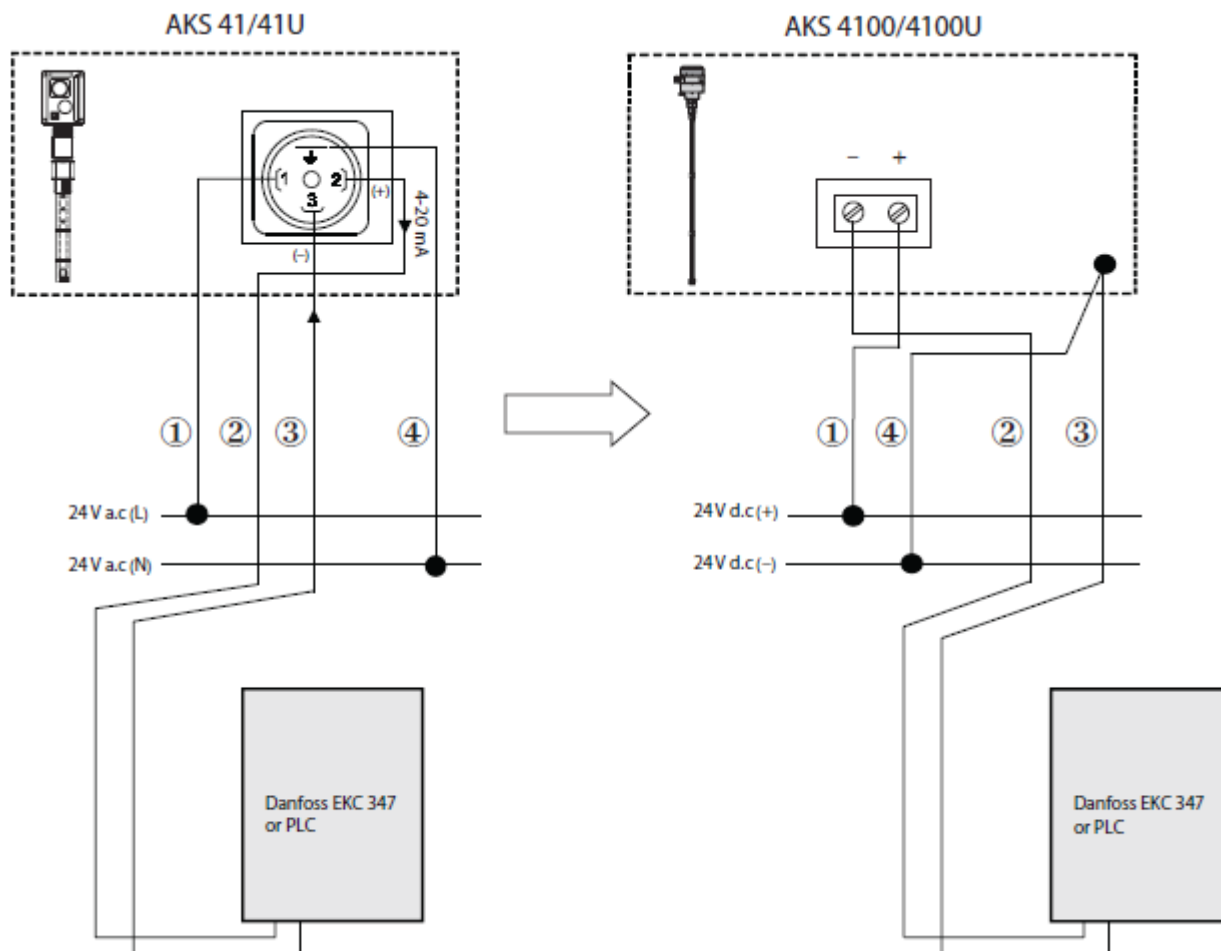 AKS 41/41U
AKS 4100/4100U
1
2
3
(+)
(–)
4-20 mA
– +
① ② ③ ④
① ④ ② ③
24 V a.c (L)
24 V a.c (N)
24 V d.c (+)
24 V d.c (–)
Danfoss EKC 347
or PLC
Danfoss EKC 347
or PLC